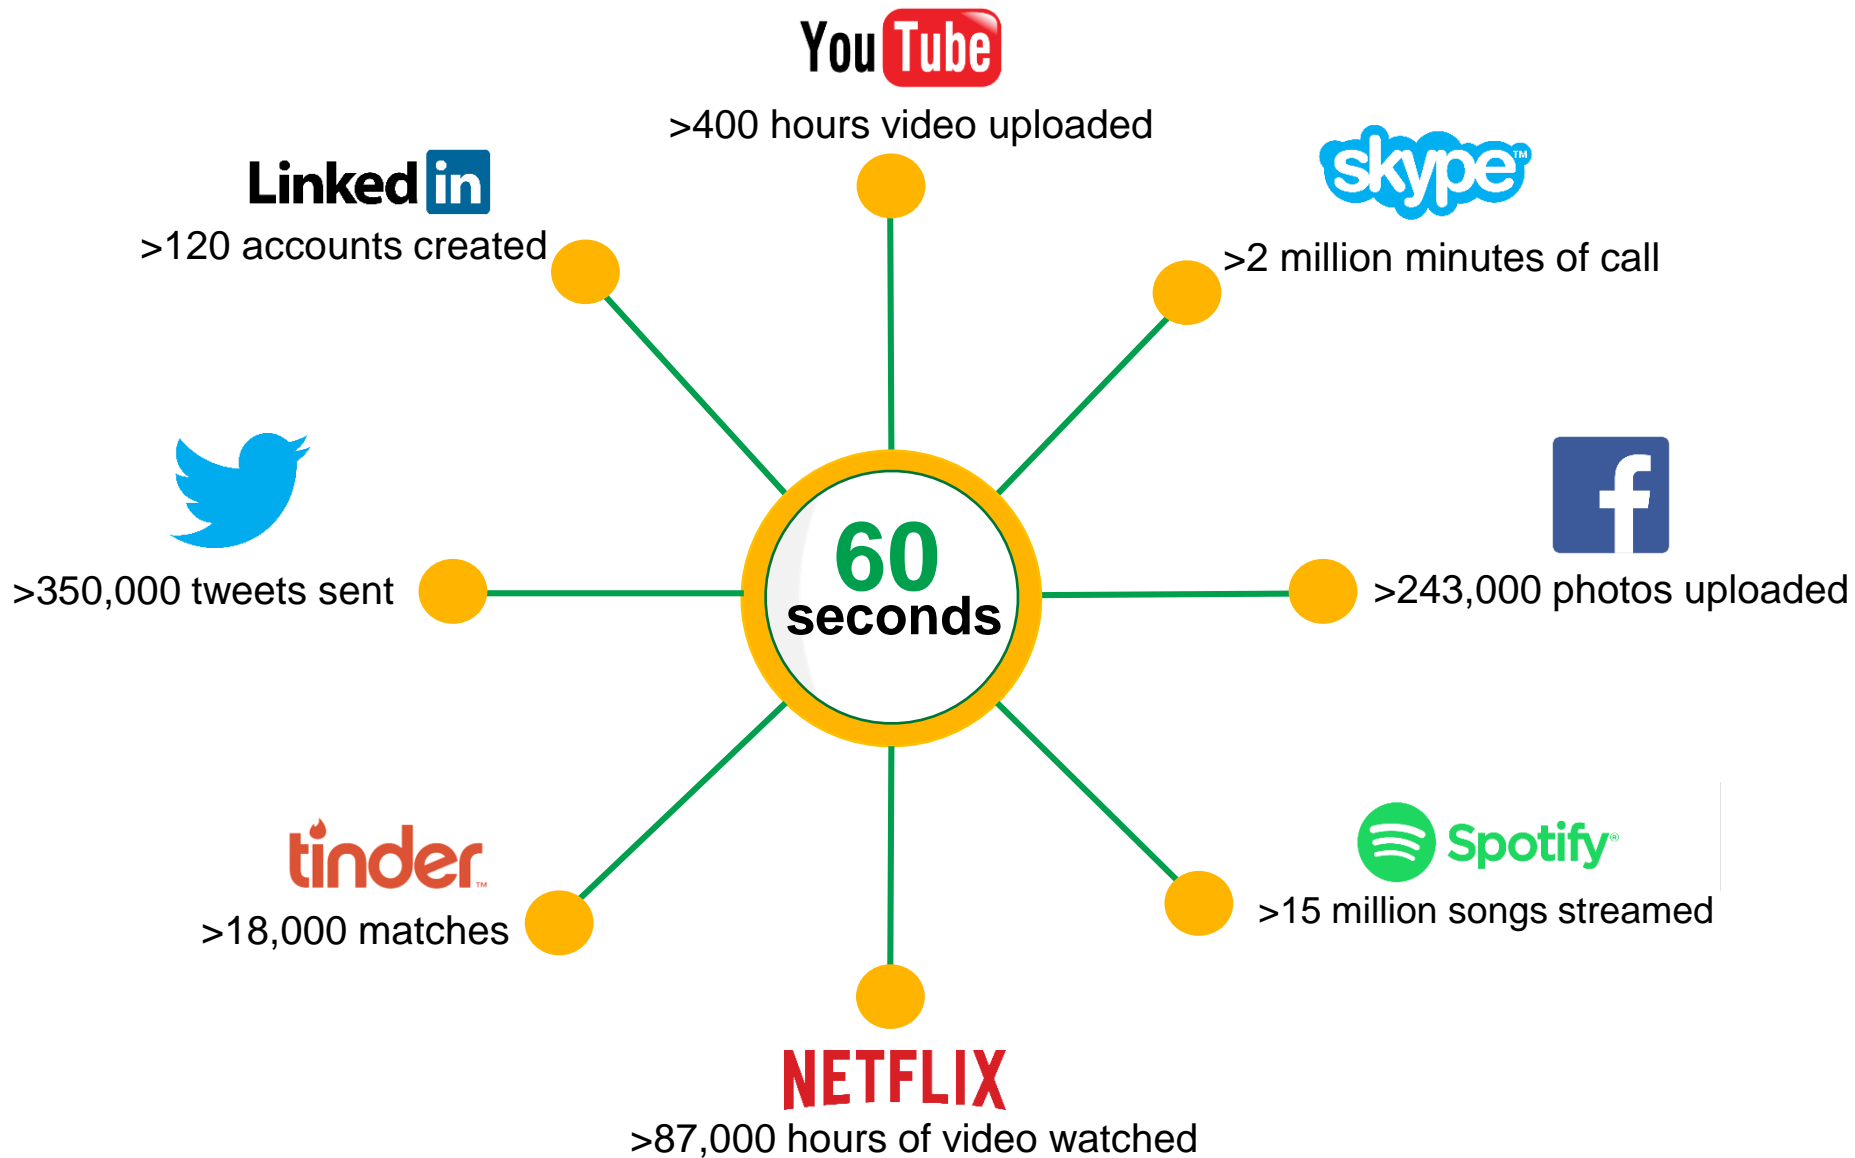 YouTube
>400 hours video uploaded
Linked in
>120 accounts created
skype™
>2 million minutes of call
f
>350,000 tweets sent
60
seconds
>243,000 photos uploaded
tinder™
>18,000 matches
Spotify®
>15 million songs streamed
NETFLIX
>87,000 hours of video watched